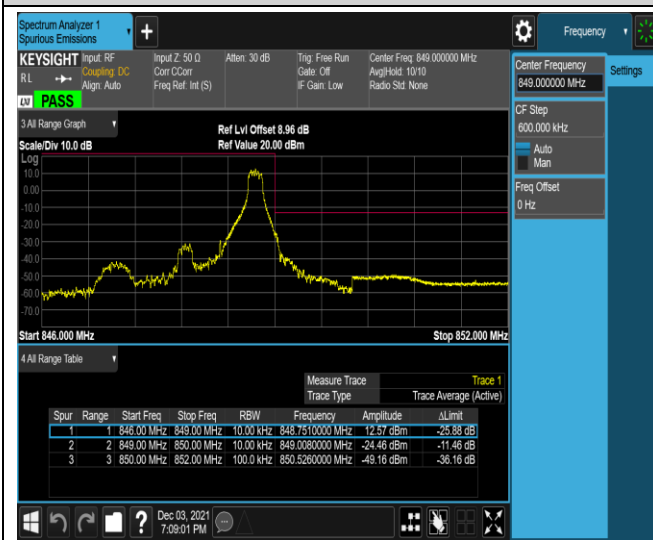 Spectrum Analyzer 1
Spurious Emissions
+
Frequency
KEYSIGHT Input: RF Input Z: 50 Ω Atten: 30 dB Trig: Free Run Center Freq: 849.000000 MHz
RL Coupling: DC Corr CCorr Gate: Off Avg|Hold: 10/10
Align: Auto Freq Ref: Int (S) IF Gain: Low Radio Std: None
LXI PASS
Center Frequency
849.000000 MHz
Settings
CF Step
600.000 kHz
Auto
Man
Freq Offset
0 Hz
3 All Range Graph
Ref Lvl Offset 8.96 dB
Scale/Div 10.0 dB Ref Value 20.00 dBm
Log
10.0
0.00
-10.0
-20.0
-30.0
-40.0
-50.0
-60.0
-70.0
Start 846.000 MHz Stop 852.000 MHz
4 All Range Table
Measure Trace Trace 1
Trace Type Trace Average (Active)
Spur Range Start Freq Stop Freq RBW Frequency Amplitude ΔLimit
1 1 846.00 MHz 849.00 MHz 10.00 kHz 848.7510000 MHz 12.57 dBm -25.88 dB
2 2 849.00 MHz 850.00 MHz 10.00 kHz 849.0080000 MHz -24.46 dBm -11.46 dB
3 3 850.00 MHz 852.00 MHz 100.0 kHz 850.5260000 MHz -49.16 dBm -36.16 dB
? Dec 03, 2021
7:09:01 PM